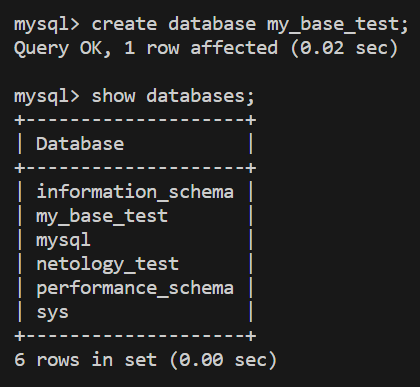 mysql> create database my_base_test;
Query OK, 1 row affected (0.02 sec)

mysql> show databases;
+--------------------+
| Database           |
+--------------------+
| information_schema |
| my_base_test       |
| mysql              |
| netology_test      |
| performance_schema |
| sys                |
+--------------------+
6 rows in set (0.00 sec)